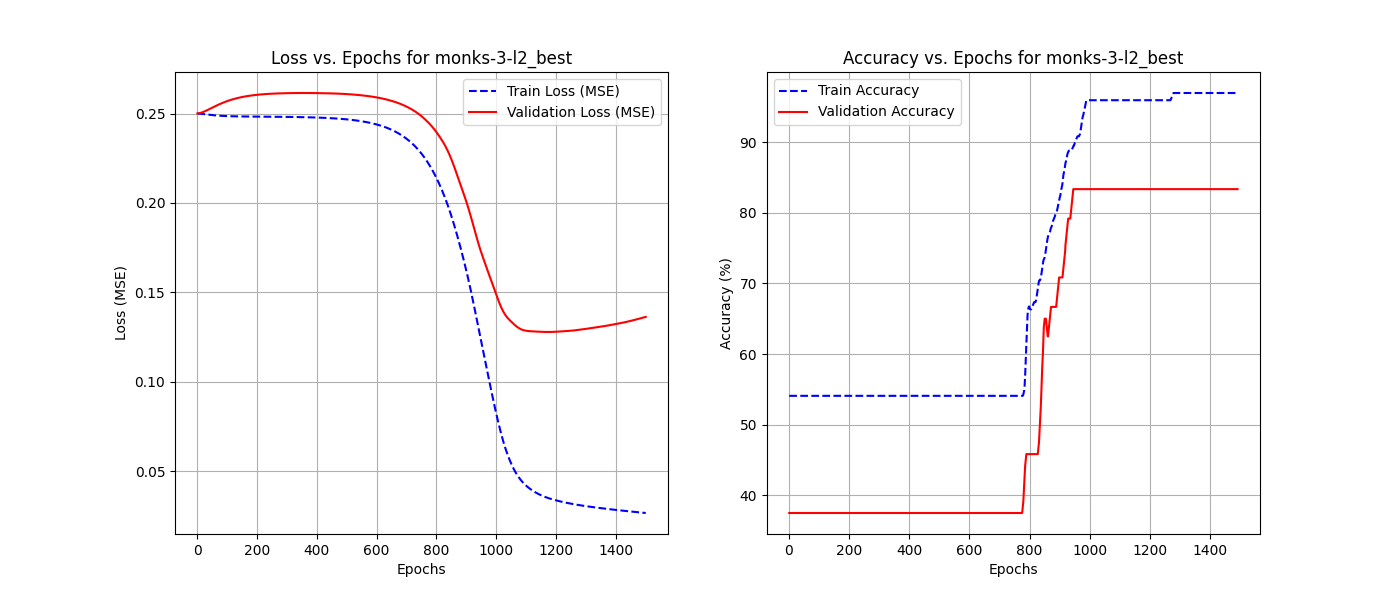 Loss vs. Epochs for monks-3-l2_best
Train Loss (MSE)
Validation Loss (MSE)
0.25
0.20
0.15
0.10
0.05
Loss (MSE)
0
200
400
600
800
1000
1200
1400
Epochs
Accuracy vs. Epochs for monks-3-l2_best
Train Accuracy
Validation Accuracy
90
80
70
60
50
40
Accuracy (%)
0
200
400
600
800
1000
1200
1400
Epochs